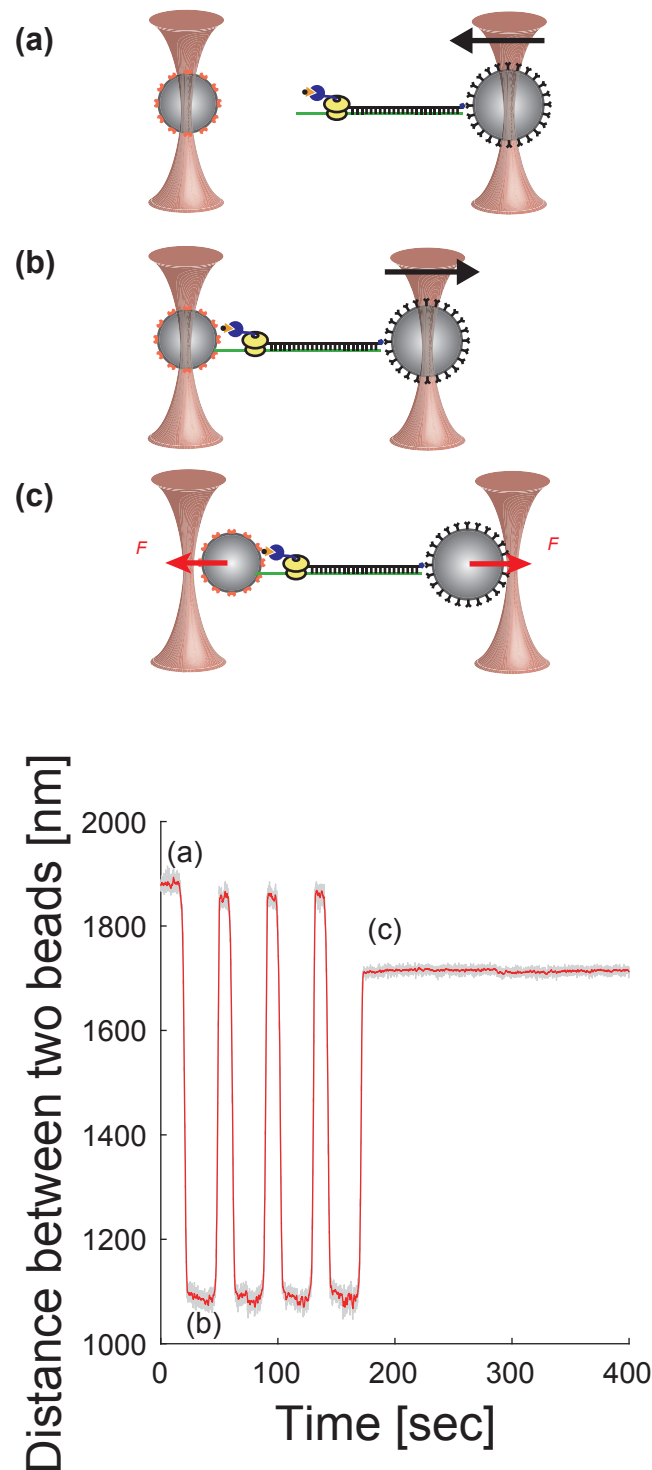 (a)
(b)
(c)
F
F
Distance between two beads [nm]
2000
1800
1600
1400
1200
1000
(a)
(c)
(b)
0
100
200
300
400
Time [sec]